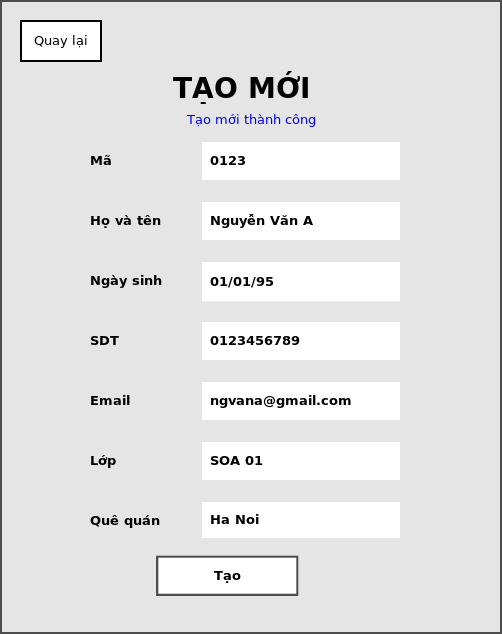 Quay lại
TẠO MỚI
Tạo mới thành công
Mã 0123
Họ và tên Nguyễn Văn A
Ngày sinh 01/01/95
SDT 0123456789
Email ngvana@gmail.com
Lớp SOA 01
Quê quán Ha Noi
Tạo